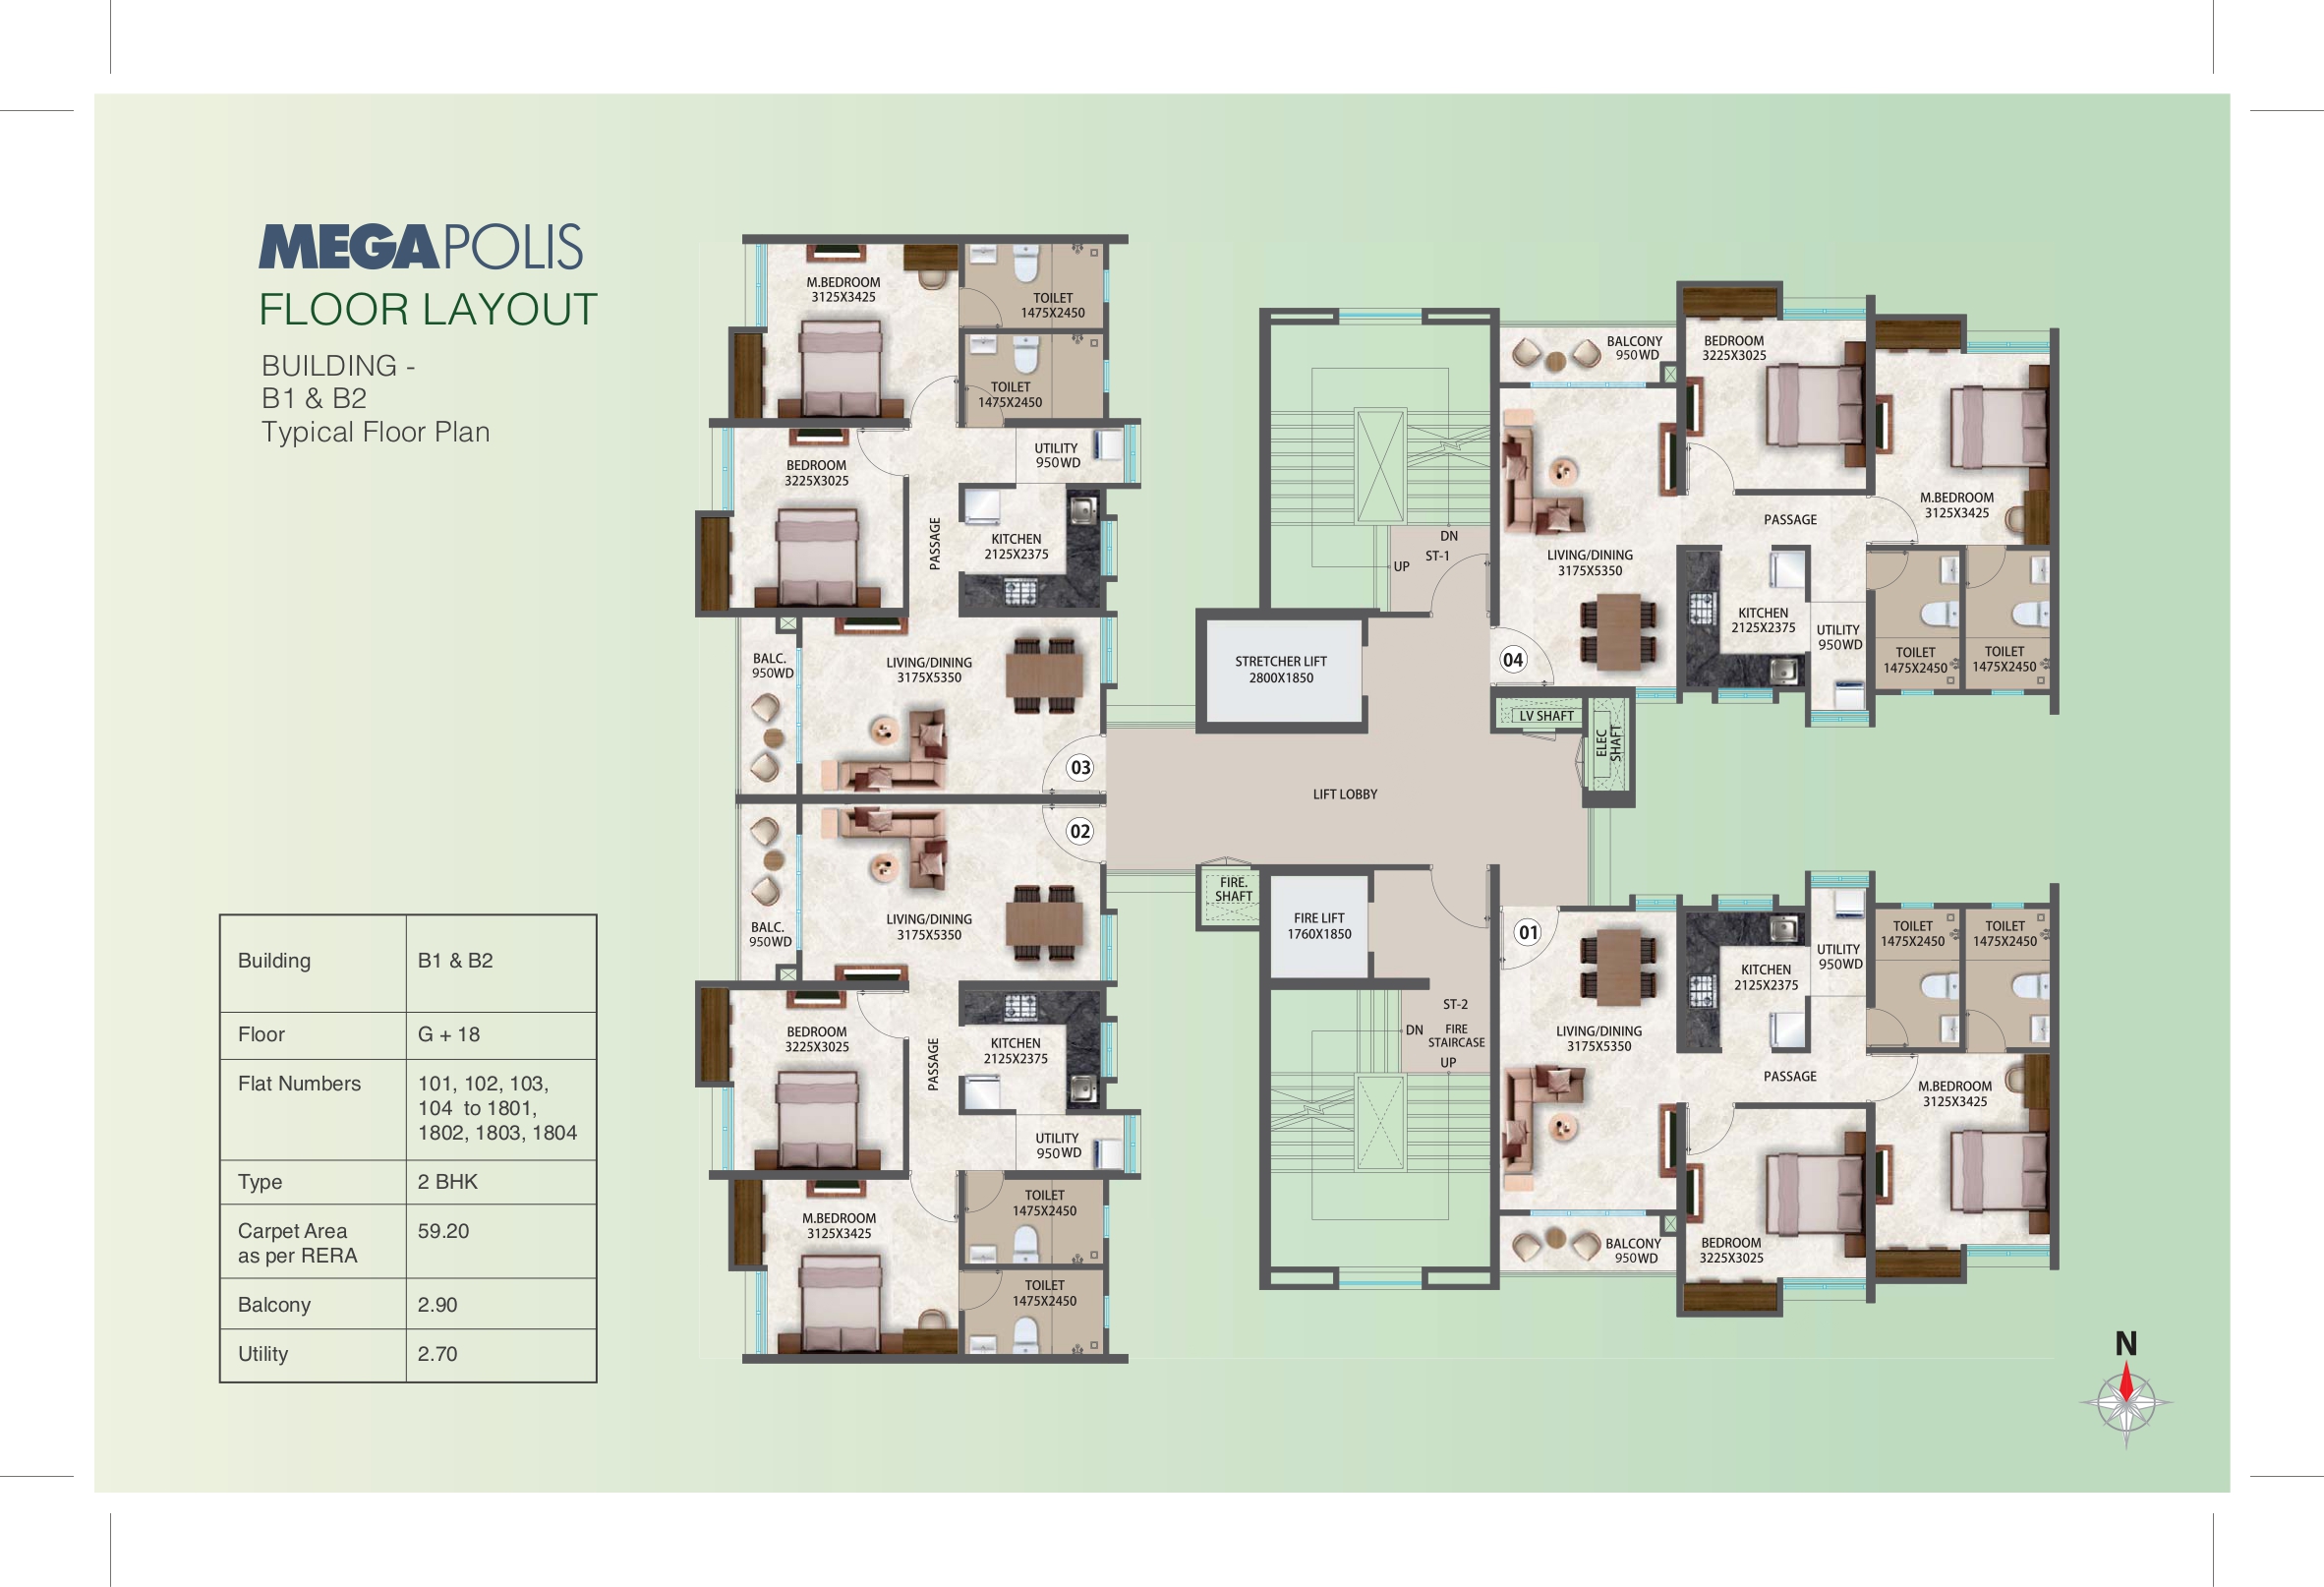 MEGAPOLIS
FLOOR LAYOUT
BUILDING -
B1 & B2
Typical Floor Plan
Building B1 & B2
Floor G + 18
Flat Numbers 101, 102, 103,
104 to 1801,
1802, 1803, 1804
Type 2 BHK
Carpet Area 59.20
as per RERA
Balcony 2.90
Utility 2.70
M.BEDROOM
3125X3425
TOILET
1475X2450
TOILET
1475X2450
UTILITY
950WD
BEDROOM
3225X3025
PASSAGE
KITCHEN
2125X2375
BALC.
950WD
LIVING/DINING
3175X5350
03
02
BALC.
950WD
LIVING/DINING
3175X5350
BEDROOM
3225X3025
PASSAGE
KITCHEN
2125X2375
UTILITY
950WD
M.BEDROOM
3125X3425
TOILET
1475X2450
TOILET
1475X2450
DN
ST-1
UP
STRETCHER LIFT
2800X1850
LIFT LOBBY
LV SHAFT
ELEC
SHAFT
FIRE.
SHAFT
FIRE LIFT
1760X1850
ST-2
DN
FIRE
STAIRCASE
UP
BALCONY
950WD
BEDROOM
3225X3025
M.BEDROOM
3125X3425
PASSAGE
LIVING/DINING
3175X5350
KITCHEN
2125X2375
UTILITY
950WD
TOILET
1475X2450
TOILET
1475X2450
04
01
UTILITY
950WD
TOILET
1475X2450
TOILET
1475X2450
KITCHEN
2125X2375
LIVING/DINING
3175X5350
PASSAGE
M.BEDROOM
3125X3425
BALCONY
950WD
BEDROOM
3225X3025
N